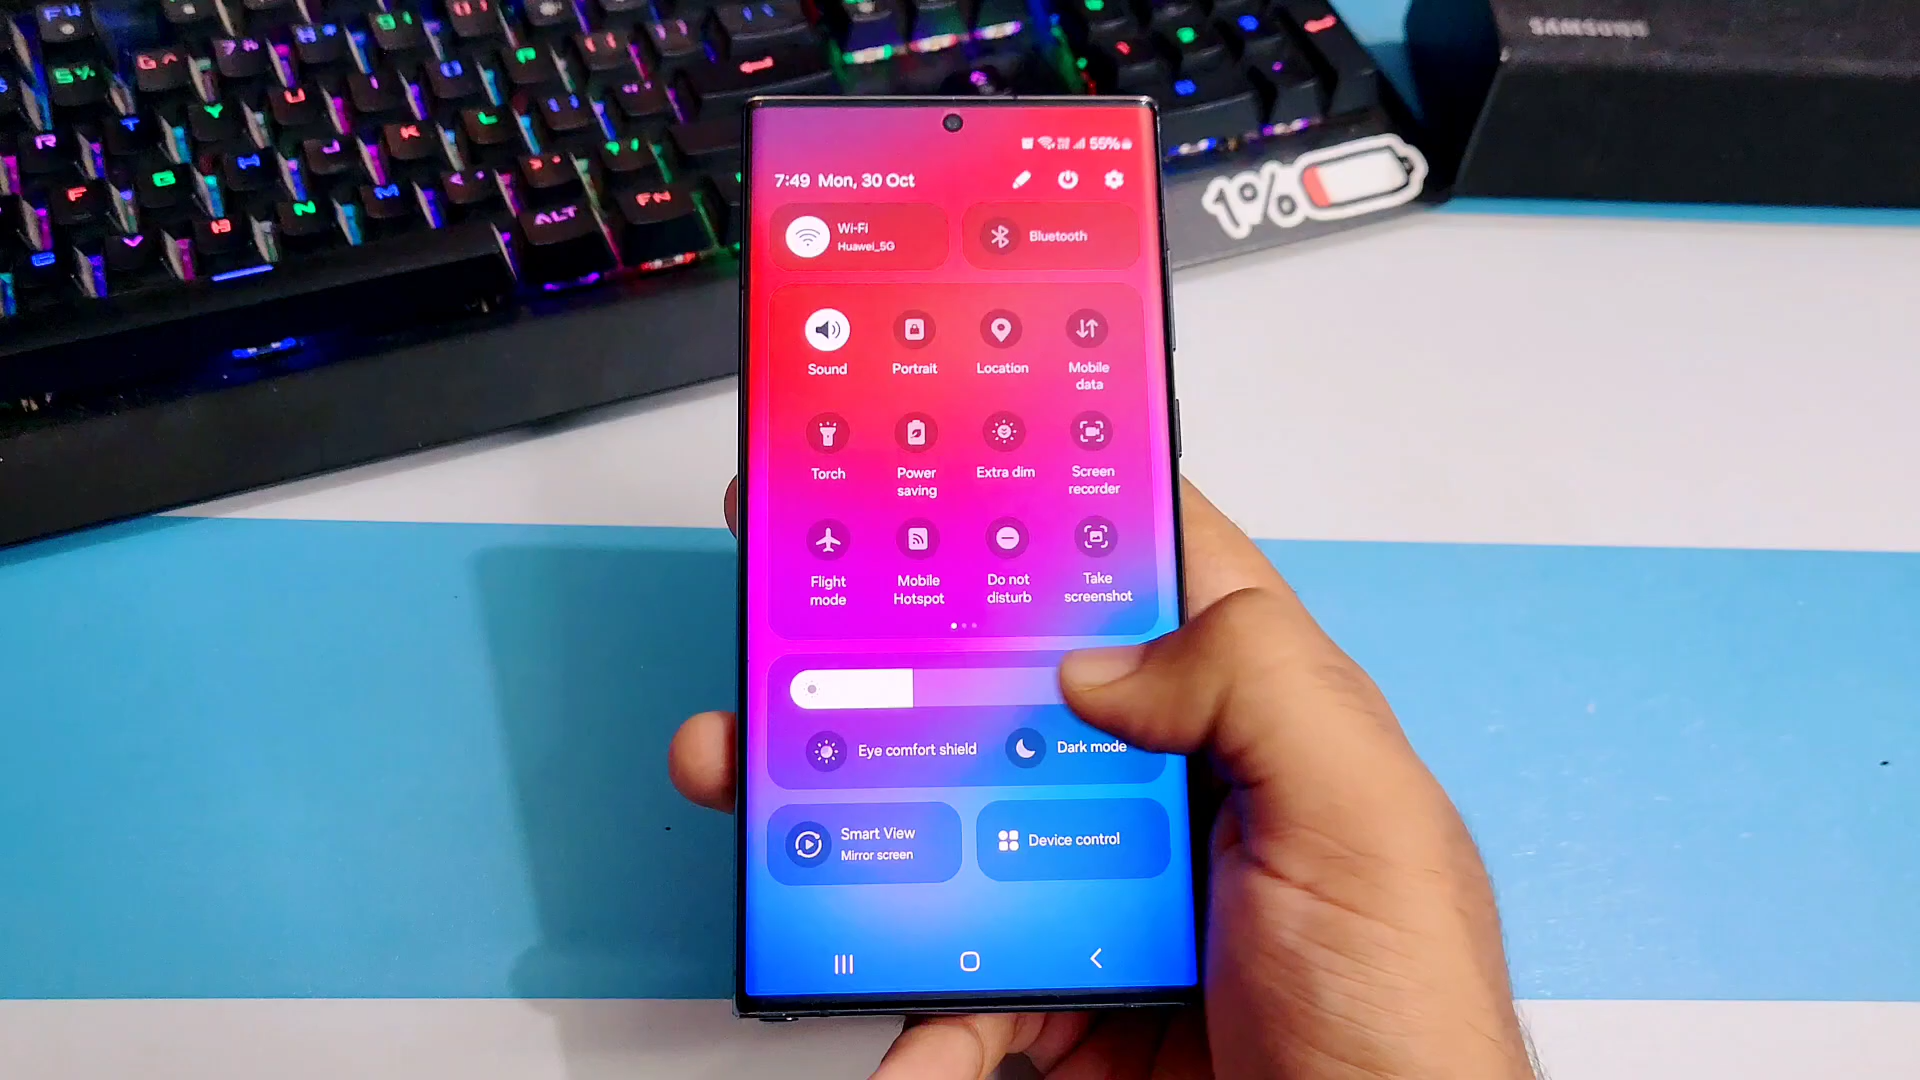 SAMSUNG
1%
55%
7:49 Mon, 30 Oct
Wi-Fi
Huawei_5G
Bluetooth
Sound
Portrait
Location
Mobile
data
Torch
Power
saving
Extra dim
Screen
recorder
Flight
mode
Mobile
Hotspot
Do not
disturb
Take
screenshot
Eye comfort shield
Dark mode
Smart View
Mirror screen
Device control
ALT
FN